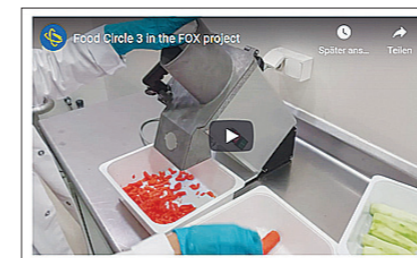 Food Circle 3 in the FOX project
Später ans...
Teilen